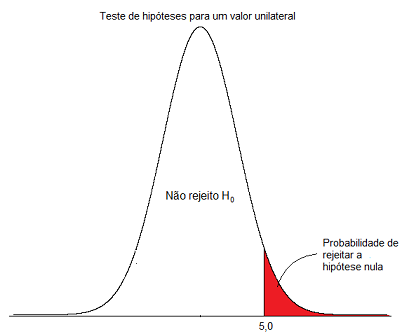 Teste de hipóteses para um valor unilateral
Não rejeito H₀
Probabilidade de
rejeitar a
hipótese nula
5,0